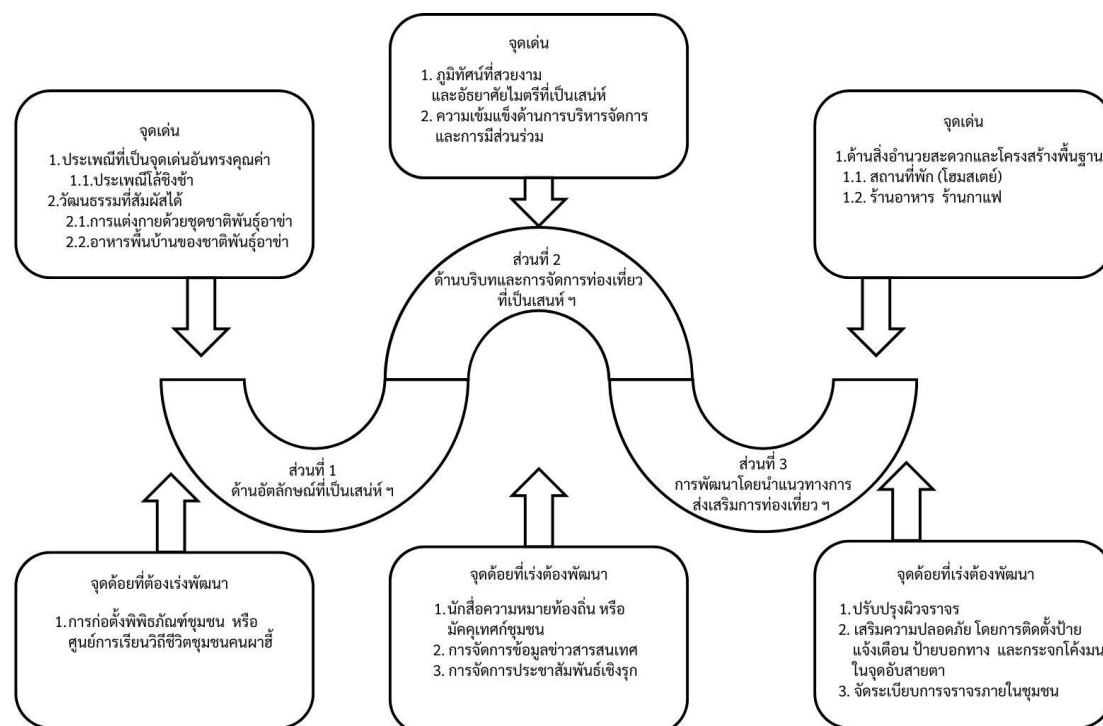 จุดเด่น
1. ภูมิทัศน์ที่สวยงาม
และอัธยาศัยไมตรีที่เป็นเสน่ห์
2. ความเข้มแข็งด้านการบริหารจัดการ
และการมีส่วนร่วม
จุดเด่น
1.ประเพณีที่เป็นจุดเด่นอันทรงคุณค่า
1.1.ประเพณีโล้ชิงช้า
2.วัฒนธรรมที่สัมผัสได้
2.1.การแต่งกายด้วยชุดชาติพันธุ์อาข่า
2.2.อาหารพื้นบ้านของชาติพันธุ์อาข่า
จุดเด่น
1.ด้านสิ่งอำนวยสะดวกและโครงสร้างพื้นฐาน
1.1. สถานที่พัก (โฮมสเตย์)
1.2. ร้านอาหาร ร้านกาแฟ
ส่วนที่ 2
ด้านบริบทและการจัดการท่องเที่ยว
ที่เป็นเสนห์ ฯ
ส่วนที่ 1
ด้านอัตลักษณ์ที่เป็นเสน่ห์ ฯ
ส่วนที่ 3
การพัฒนาโดยนำแนวทางการ
ส่งเสริมการท่องเที่ยว ฯ
จุดด้อยที่ต้องเร่งพัฒนา
1.การก่อตั้งพิพิธภัณฑ์ชุมชน หรือ
ศูนย์การเรียนวิถีชีวิตชุมชนคนผาฮี้
จุดด้อยที่เร่งต้องพัฒนา
1.นักสื่อความหมายท้องถิ่น หรือ
มัคคุเทศก์ชุมชน
2. การจัดการข้อมูลข่าวสารสนเทศ
3. การจัดการประชาสัมพันธ์เชิงรุก
จุดด้อยที่เร่งต้องพัฒนา
1.ปรับปรุงผิวจราจร
2. เสริมความปลอดภัย โดยการติดตั้งป้าย
แจ้งเตือน ป้ายบอกทาง และกระจกโค้งมน
ในจุดอับสายตา
3. จัดระเบียบการจราจรภายในชุมชน